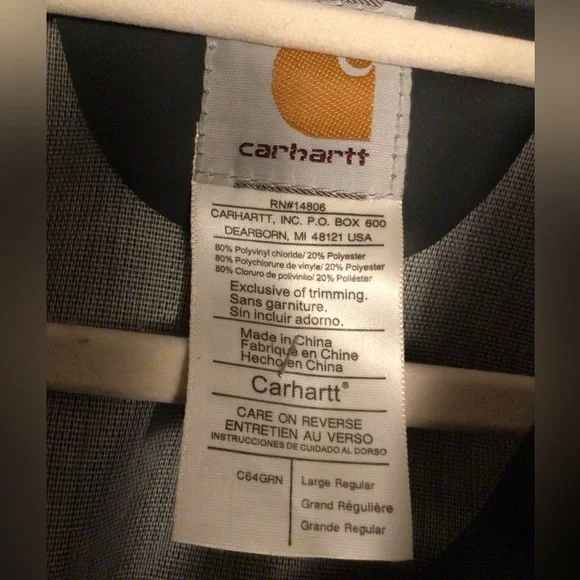 carhartt
RN#14806
CARHARTT, INC. P.O. BOX 600
DEARBORN, MI 48121 USA
80% Polyvinyl chloride/ 20% Polyester
80% Polychlorure de vinyle/ 20% Polyester
80% Cloruro de polivinilo/ 20% Poliéster
Exclusive of trimming.
Sans garniture.
Sin incluir adorno.
Made in China
Fabriqué en Chine
Hecho en China
Carhartt®
CARE ON REVERSE
ENTRETIEN AU VERSO
INSTRUCCIONES DE CUIDADO AL DORSO
C64GRN
Large Regular
Grand Régulière
Grande Regular